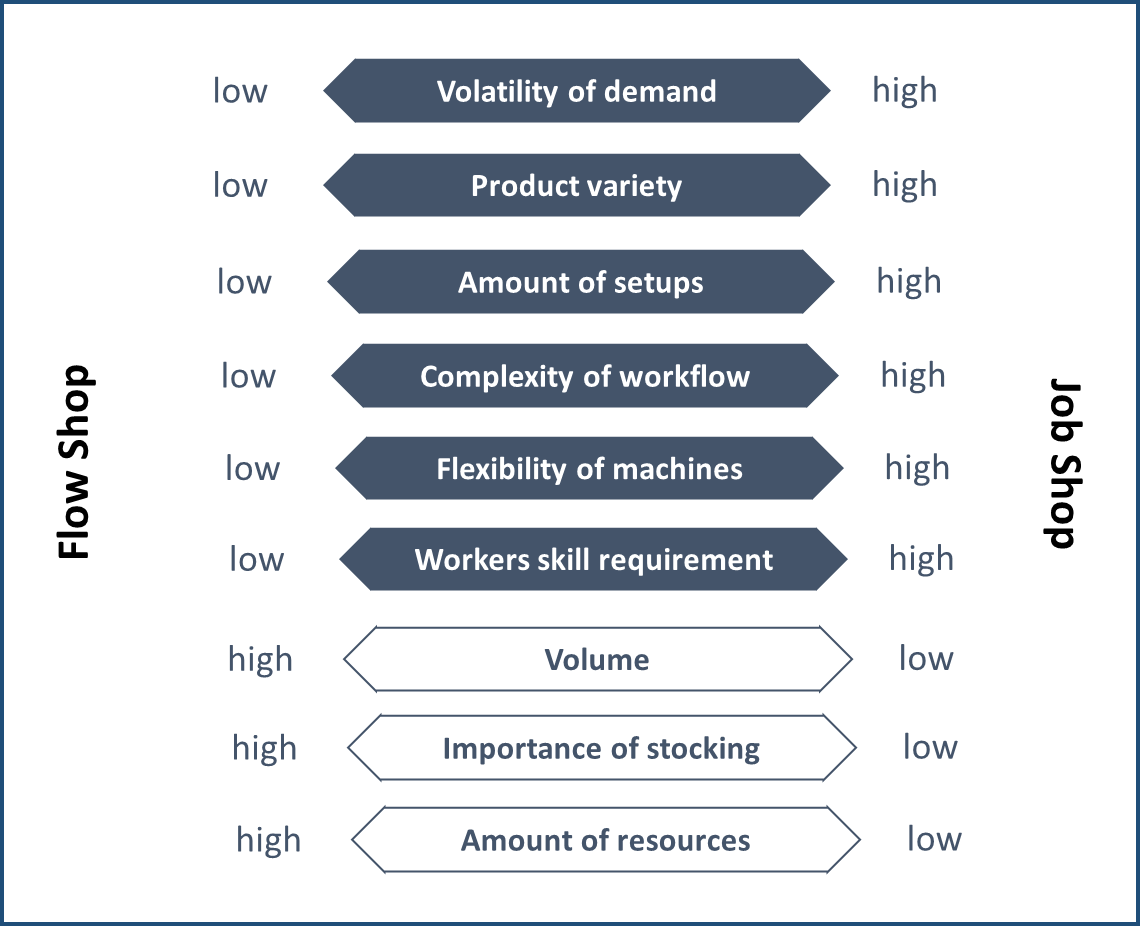 low Volatility of demand high
low Product variety high
low Amount of setups high
low Complexity of workflow high
low Flexibility of machines high
low Workers skill requirement high
high Volume low
high Importance of stocking low
high Amount of resources low
Flow Shop
Job Shop